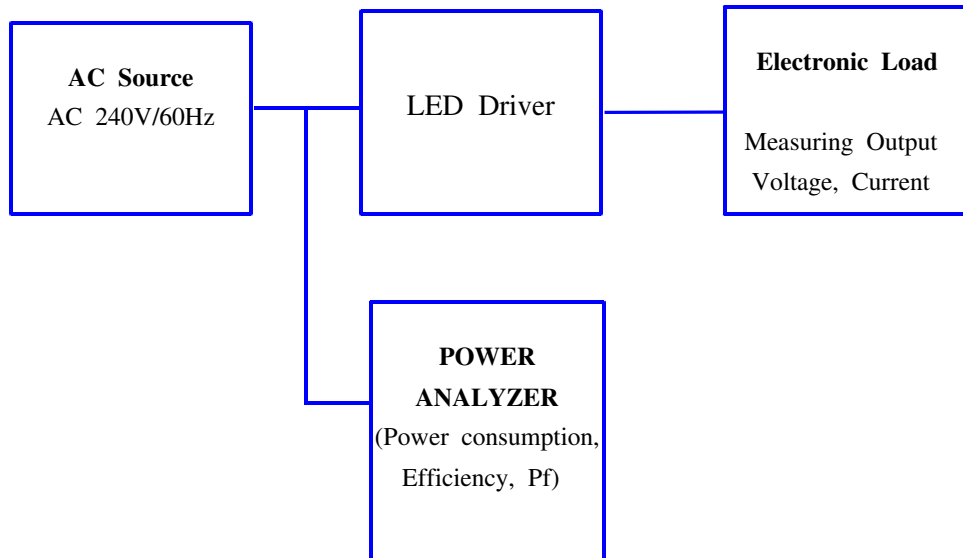 AC Source
AC 240V/60Hz
LED Driver
Electronic Load
Measuring Output
Voltage, Current
POWER
ANALYZER
(Power consumption,
Efficiency, Pf)